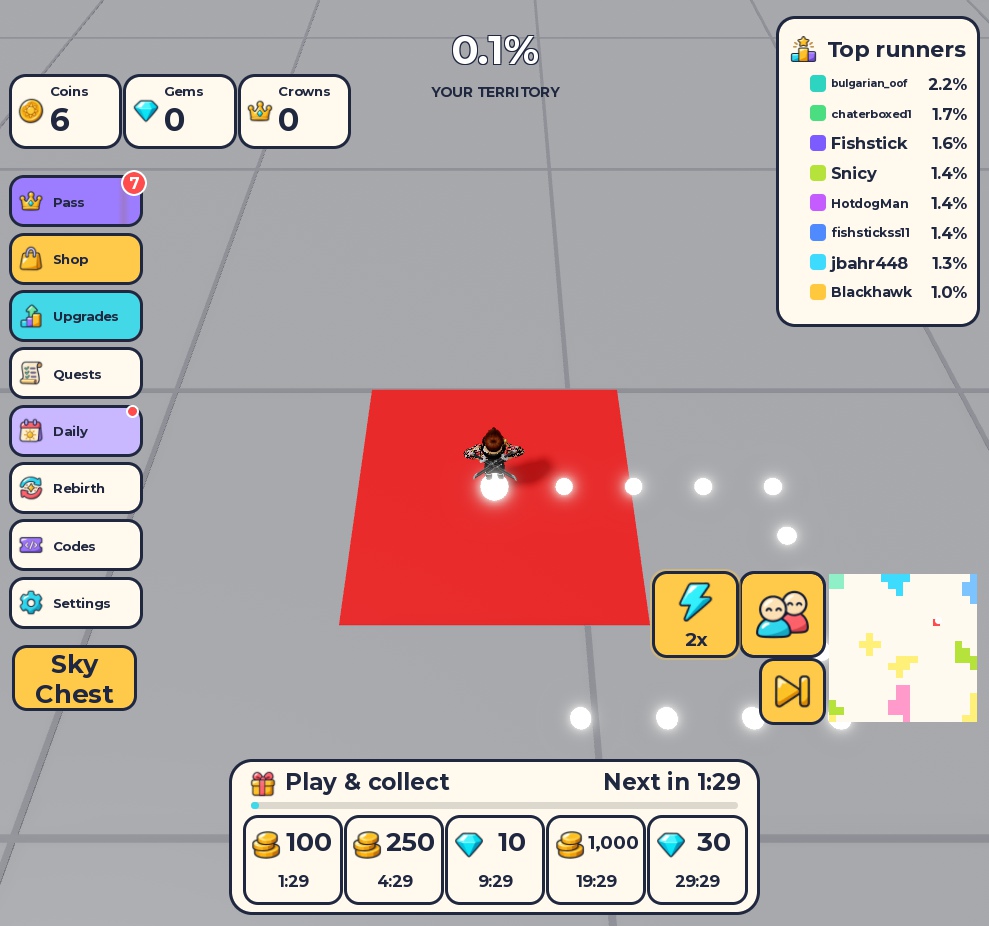 0.1%
YOUR TERRITORY
Coins
6
Gems
0
Crowns
0
Pass
7
Shop
Upgrades
Quests
Daily
Rebirth
Codes
Settings
Sky
Chest
Top runners
bulgarian_oof 2.2%
chaterboxed1 1.7%
Fishstick 1.6%
Snicy 1.4%
HotdogMan 1.4%
fishstickss11 1.4%
jbahr448 1.3%
Blackhawk 1.0%
2x
Play & collect Next in 1:29
100 250 10 1,000 30
1:29 4:29 9:29 19:29 29:29